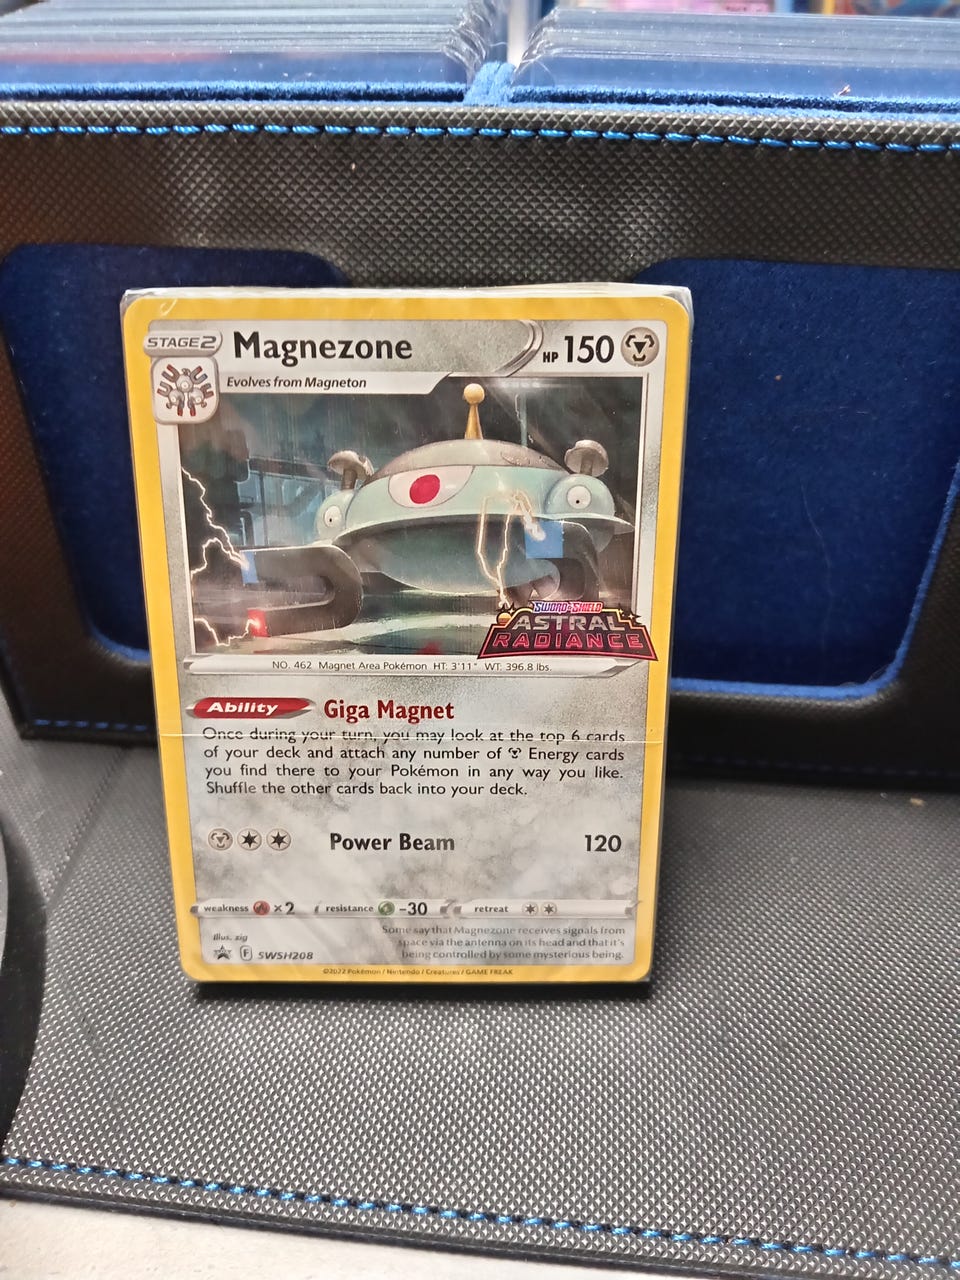 STAGE 2 Magnezone HP 150
Evolves from Magneton
SWORD & SHIELD
ASTRAL
RADIANCE
NO. 462 Magnet Area Pokémon HT: 3'11" WT: 396.8 lbs.
Ability Giga Magnet
Once during your turn, you may look at the top 6 cards
of your deck and attach any number of Energy cards
you find there to your Pokémon in any way you like.
Shuffle the other cards back into your deck.
Power Beam 120
weakness ×2 resistance -30 retreat
Illus. zig
F SWSH208
Some say that Magnezone receives signals from
space via the antenna on its head and that it's
being controlled by some mysterious being.
©2022 Pokémon / Nintendo / Creatures / GAME FREAK